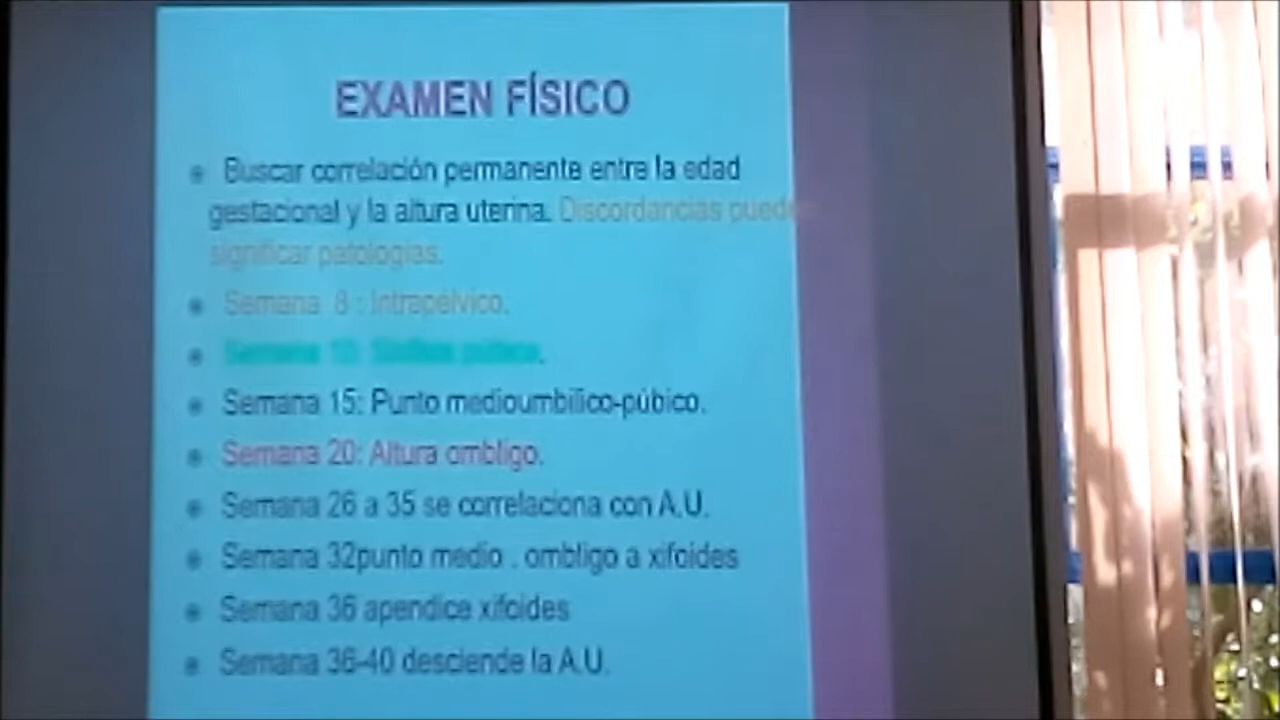 EXAMEN FÍSICO
Buscar correlación permanente entre la edad
gestacional y la altura uterina. Discordancias pueden
significar patologías.
Semana 8 : Intrapélvico.
Semana
Semana 15: Punto medioumbilico-púbico.
Semana 20: Altura ombligo.
Semana 26 a 35 se correlaciona con A.U.
Semana 32punto medio . ombligo a xifoides
Semana 36 apendice xifoides
Semana 36-40 desciende la A.U.